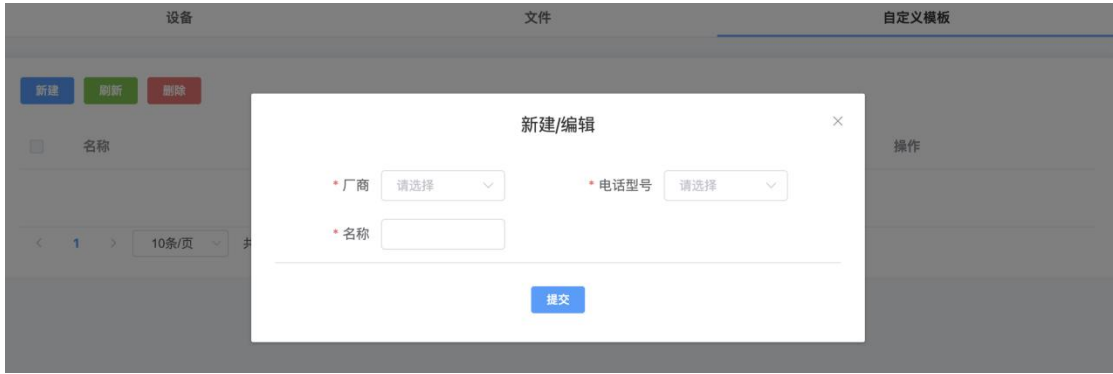 设备 文件 自定义模板
新建 刷新 删除
新建/编辑 ×
名称 操作
* 厂商 请选择 * 电话型号 请选择
* 名称
< 1 > 10条/页 共
提交